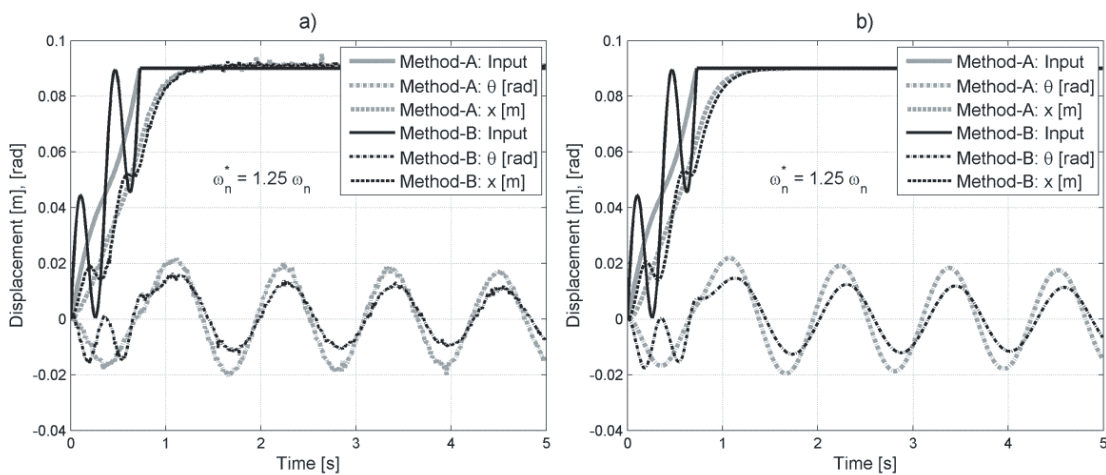 a)
0.1
0.08
0.06
0.04
0.02
0
-0.02
-0.04
Displacement [m], [rad]
0
1
2
3
4
5
Time [s]
Method-A: Input
Method-A: θ [rad]
Method-A: x [m]
Method-B: Input
Method-B: θ [rad]
Method-B: x [m]
ω*n = 1.25 ωn
b)
0.1
0.08
0.06
0.04
0.02
0
-0.02
-0.04
Displacement [m], [rad]
0
1
2
3
4
5
Time [s]
Method-A: Input
Method-A: θ [rad]
Method-A: x [m]
Method-B: Input
Method-B: θ [rad]
Method-B: x [m]
ω*n = 1.25 ωn